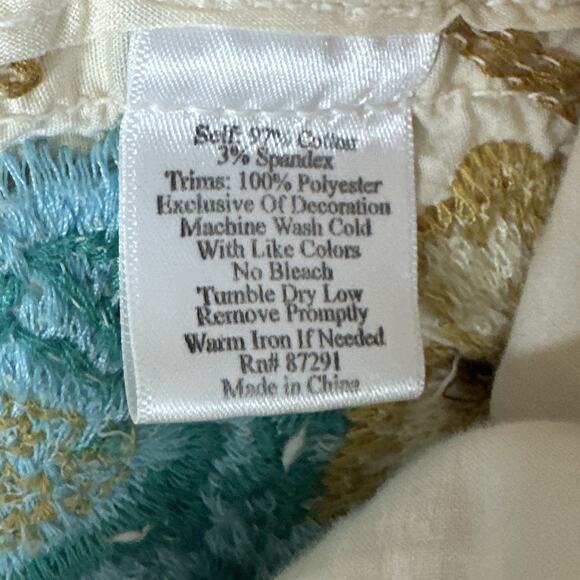 Self: 97% Cotton
3% Spandex
Trims: 100% Polyester
Exclusive Of Decoration
Machine Wash Cold
With Like Colors
No Bleach
Tumble Dry Low
Remove Promptly
Warm Iron If Needed
Rn# 87291
Made in China